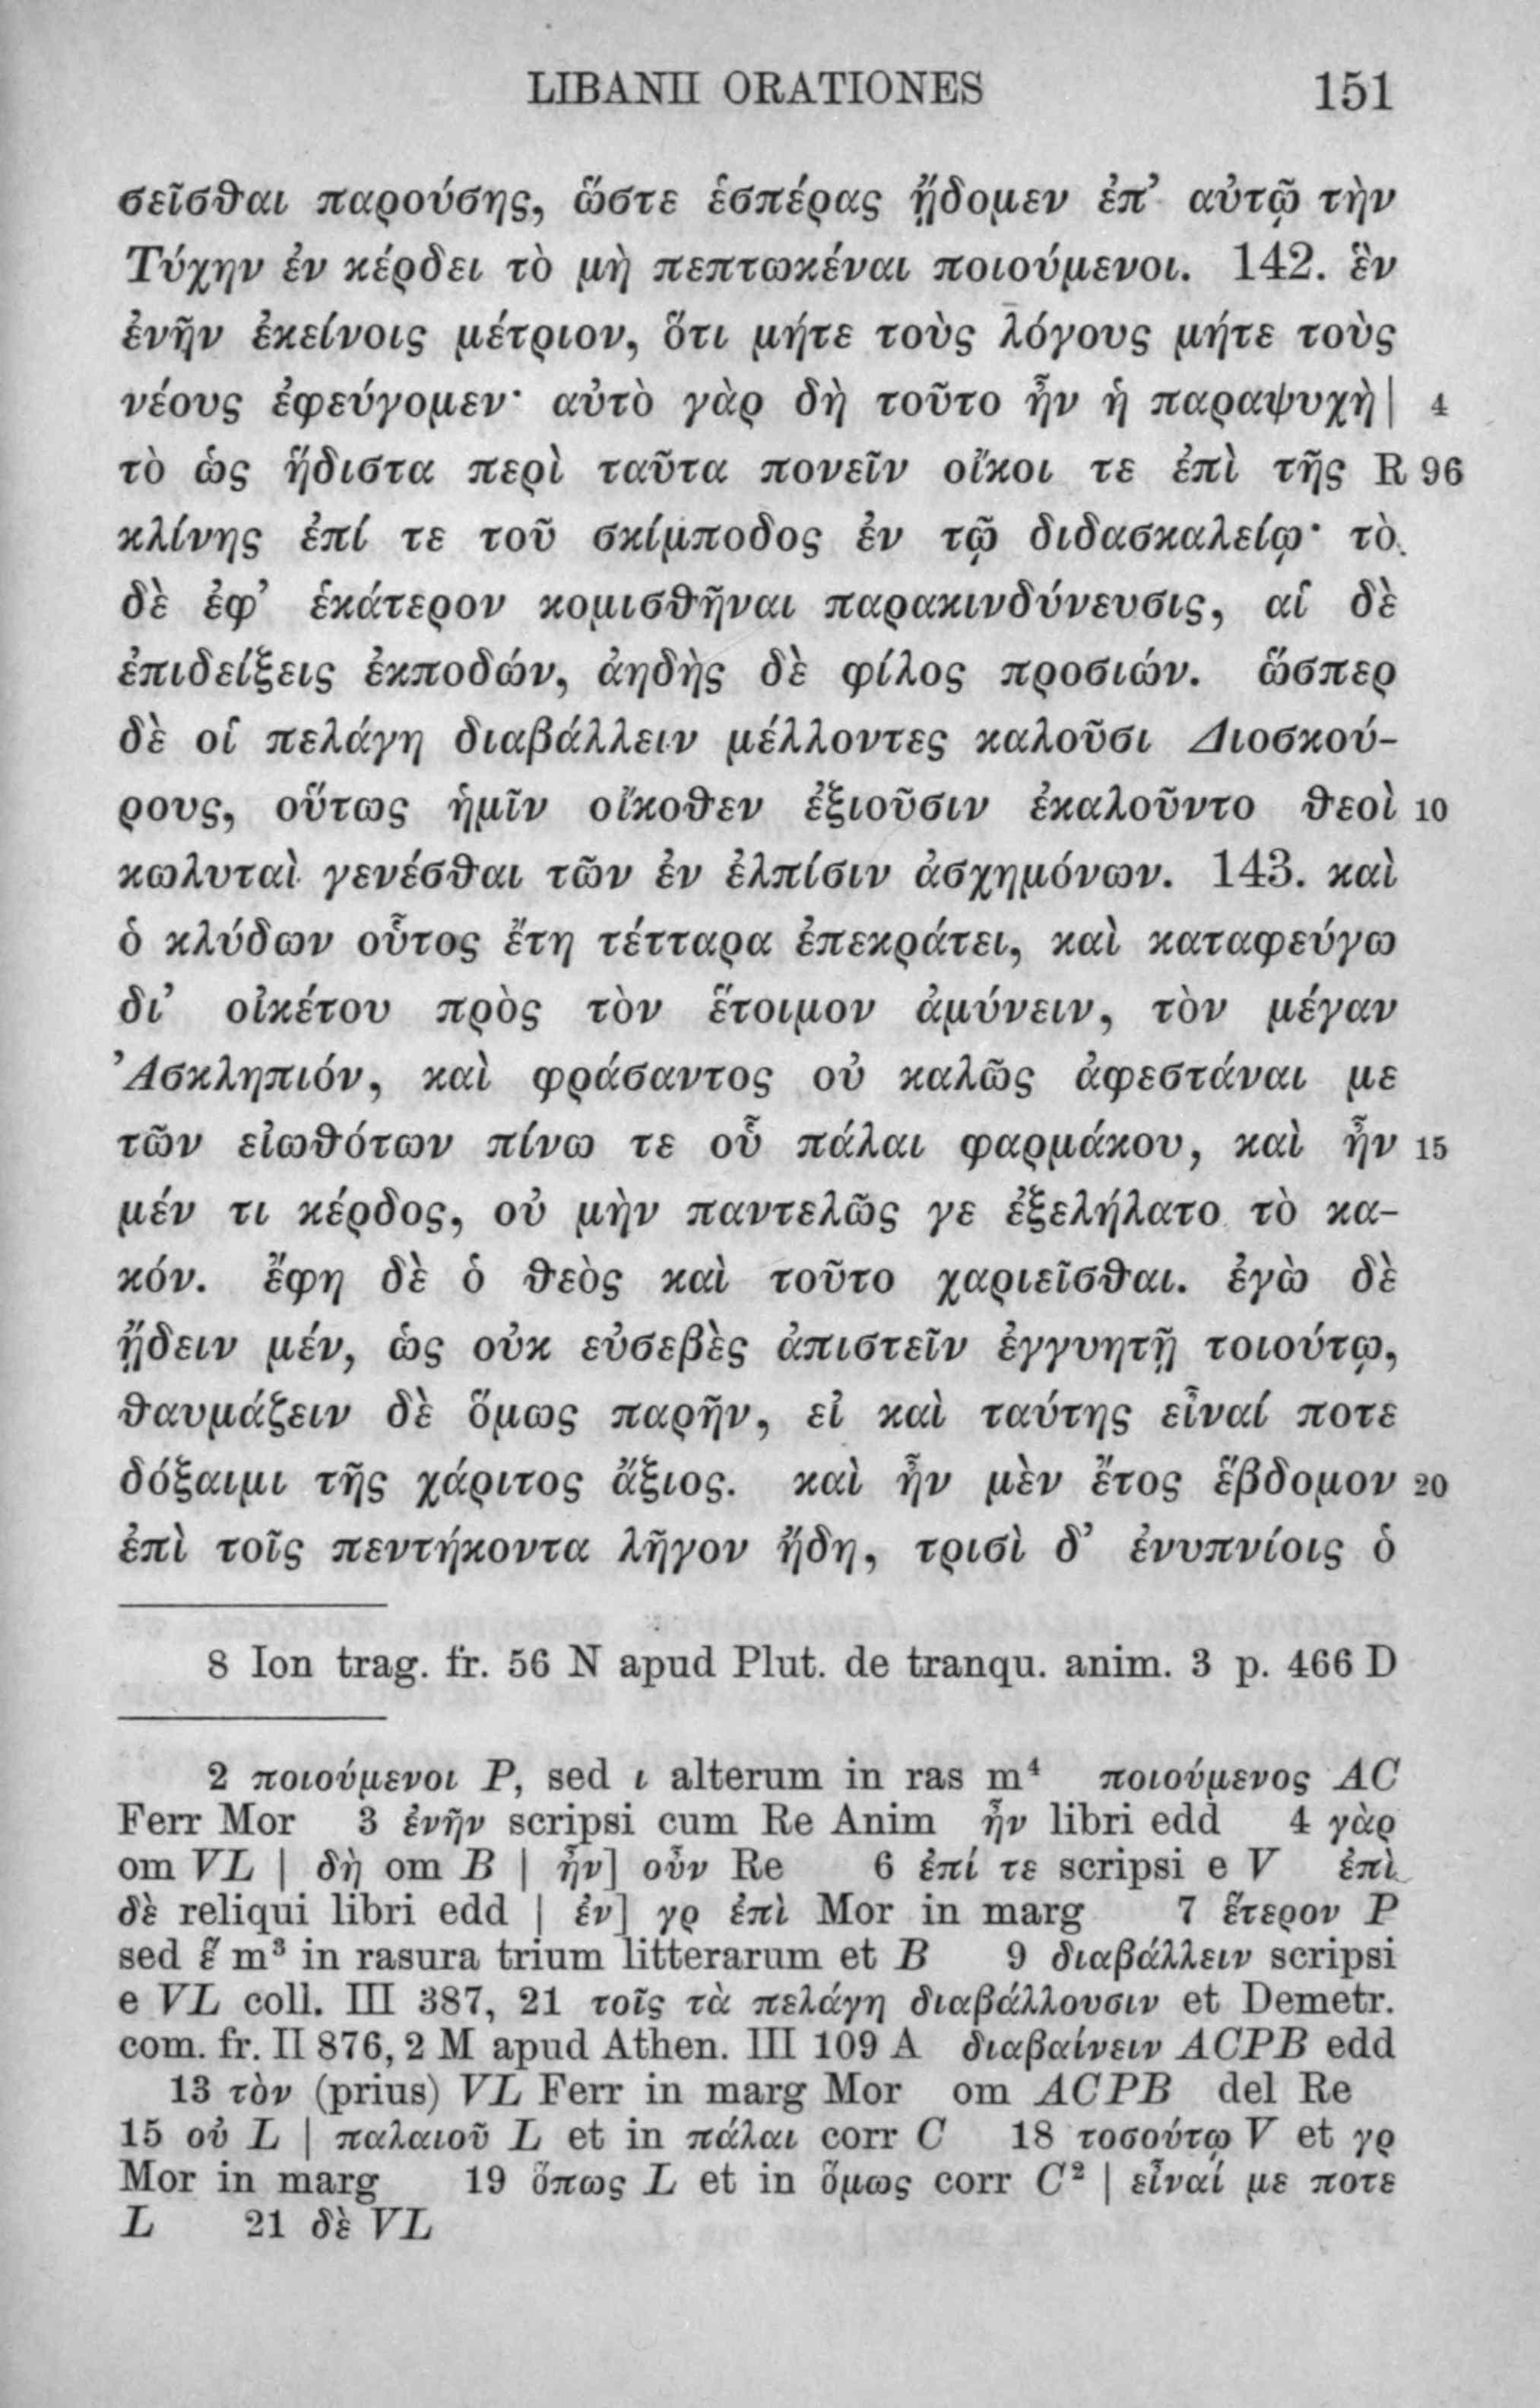 LIBANII ORATIONES 151
σεῖσθαι παρούσης, ὥστε ἑσπέρας ᾔδομεν ἐπ’ αὐτῷ τὴν
Τύχην ἐν κέρδει τὸ μὴ πεπτωκέναι ποιούμενοι. 142. ἓν
ἐνῆν ἐκείνοις μέτριον, ὅτι μήτε τοὺς λόγους μήτε τοὺς
νέους ἐφεύγομεν· αὐτὸ γὰρ δὴ τοῦτο ἦν ἡ παραψυχὴ| 4
τὸ ὡς ἥδιστα περὶ ταῦτα πονεῖν οἴκοι τε ἐπὶ τῆς R 96
κλίνης ἐπί τε τοῦ σκίμποδος ἐν τῷ διδασκαλείῳ· τὸ
δὲ ἐφ’ ἑκάτερον κομισθῆναι παρακινδύνευσις, αἱ δὲ
ἐπιδείξεις ἐκποδών, ἀηδὴς δὲ φίλος προσιών. ὥσπερ
δὲ οἱ πελάγη διαβάλλειν μέλλοντες καλοῦσι Διοσκού-
ρους, οὕτως ἡμῖν οἴκοθεν ἐξιοῦσιν ἐκαλοῦντο θεοὶ 10
κωλυταὶ γενέσθαι τῶν ἐν ἐλπίσιν ἀσχημόνων. 143. καὶ
ὁ κλύδων οὗτος ἔτη τέτταρα ἐπεκράτει, καὶ καταφεύγω
δι’ οἰκέτου πρὸς τὸν ἕτοιμον ἀμύνειν, τὸν μέγαν
Ἀσκληπιόν, καὶ φράσαντος οὐ καλῶς ἀφεστάναι με
τῶν εἰωθότων πίνω τε οὗ πάλαι φαρμάκου, καὶ ἦν 15
μέν τι κέρδος, οὐ μὴν παντελῶς γε ἐξελήλατο τὸ κα-
κόν. ἔφη δὲ ὁ θεὸς καὶ τοῦτο χαριεῖσθαι. ἐγὼ δὲ
ᾔδειν μέν, ὡς οὐκ εὐσεβὲς ἀπιστεῖν ἐγγυητῇ τοιούτῳ,
θαυμάζειν δὲ ὅμως παρῆν, εἰ καὶ ταύτης εἶναί ποτε
δόξαιμι τῆς χάριτος ἄξιος. καὶ ἦν μὲν ἔτος ἕβδομον 20
ἐπὶ τοῖς πεντήκοντα λῆγον ἤδη, τρισὶ δ’ ἐνυπνίοις ὁ
8 Ion trag. fr. 56 N apud Plut. de tranqu. anim. 3 p. 466 D
2 ποιούμενοι P, sed ι alterum in ras m⁴ ποιούμενος AC
Ferr Mor 3 ἐνῆν scripsi cum Re Anim ἦν libri edd 4 γὰρ
om VL | δὴ om B | ἦν] οὖν Re 6 ἐπί τε scripsi e V ἐπὶ
δὲ reliqui libri edd | ἐν] γρ ἐπὶ Mor in marg 7 ἕτερον P
sed ἕ m³ in rasura trium litterarum et B 9 διαβάλλειν scripsi
e VL coll. III 387, 21 τοῖς τὰ πελάγη διαβάλλουσιν et Demetr.
com. fr. II 876, 2 M apud Athen. III 109 A διαβαίνειν ACPB edd
13 τὸν (prius) VL Ferr in marg Mor om ACPB del Re
15 οὐ L | παλαιοῦ L et in πάλαι corr C 18 τοσούτῳ V et γρ
Mor in marg 19 ὅπως L et in ὅμως corr C² | εἶναί με ποτε
L 21 δὲ VL